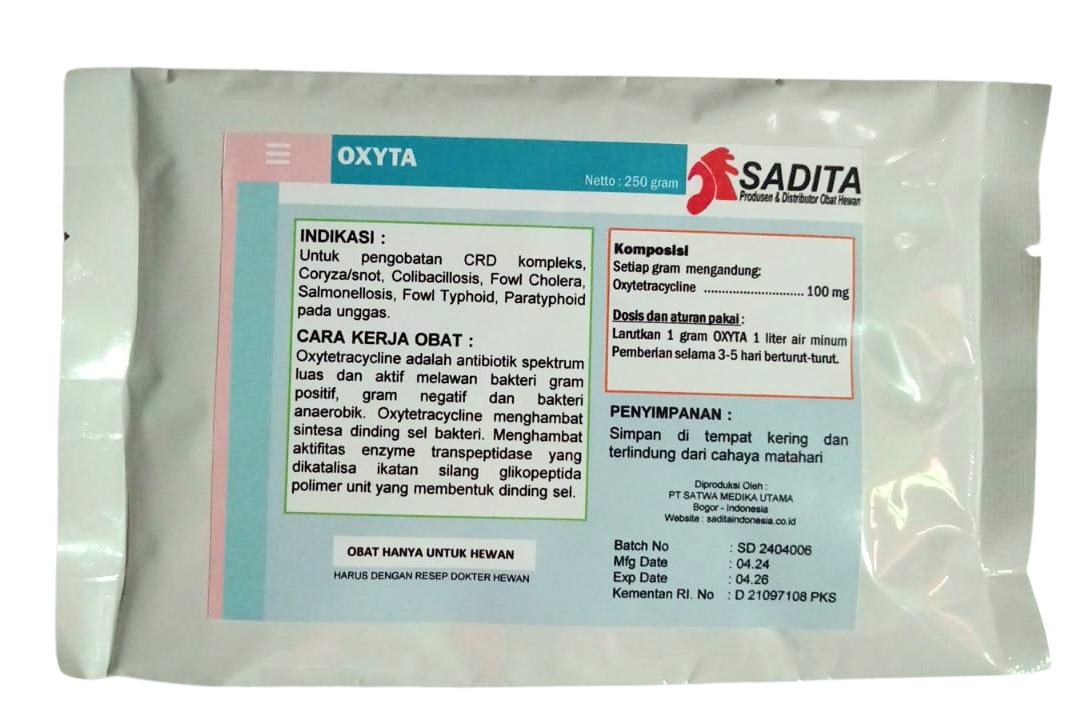 OXYTA
Netto : 250 gram
SADITA
Produsen & Distributor Obat Hewan
INDIKASI :
Untuk pengobatan CRD kompleks,
Coryza/snot, Colibacillosis, Fowl Cholera,
Salmonellosis, Fowl Typhoid, Paratyphoid
pada unggas.
CARA KERJA OBAT :
Oxytetracycline adalah antibiotik spektrum
luas dan aktif melawan bakteri gram
positif, gram negatif dan bakteri
anaerobik. Oxytetracycline menghambat
sintesa dinding sel bakteri. Menghambat
aktifitas enzyme transpeptidase yang
dikatalisa ikatan silang glikopeptida
polimer unit yang membentuk dinding sel.
OBAT HANYA UNTUK HEWAN
HARUS DENGAN RESEP DOKTER HEWAN
Komposisi
Setiap gram mengandung:
Oxytetracycline ............................ 100 mg
Dosis dan aturan pakai :
Larutkan 1 gram OXYTA 1 liter air minum
Pemberian selama 3-5 hari berturut-turut.
PENYIMPANAN :
Simpan di tempat kering dan
terlindung dari cahaya matahari
Diproduksi Oleh :
PT SATWA MEDIKA UTAMA
Bogor - Indonesia
Website : saditaindonesia.co.id
Batch No : SD 2404006
Mfg Date : 04.24
Exp Date : 04.26
Kementan RI. No : D 21097108 PKS